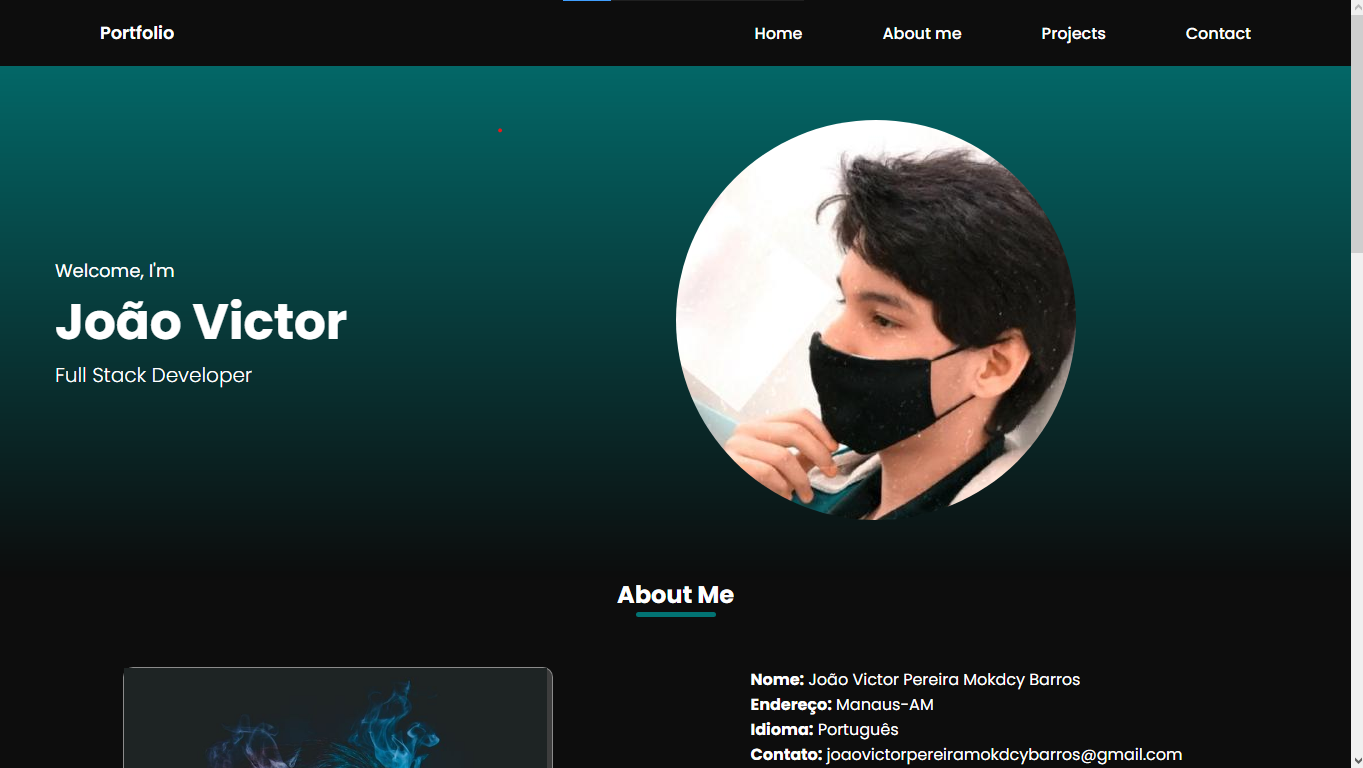 Portfolio Home About me Projects Contact
Welcome, I'm
João Victor
Full Stack Developer
About Me
Nome: João Victor Pereira Mokdcy Barros
Endereço: Manaus-AM
Idioma: Português
Contato: joaovictorpereiramokdcybarros@gmail.com